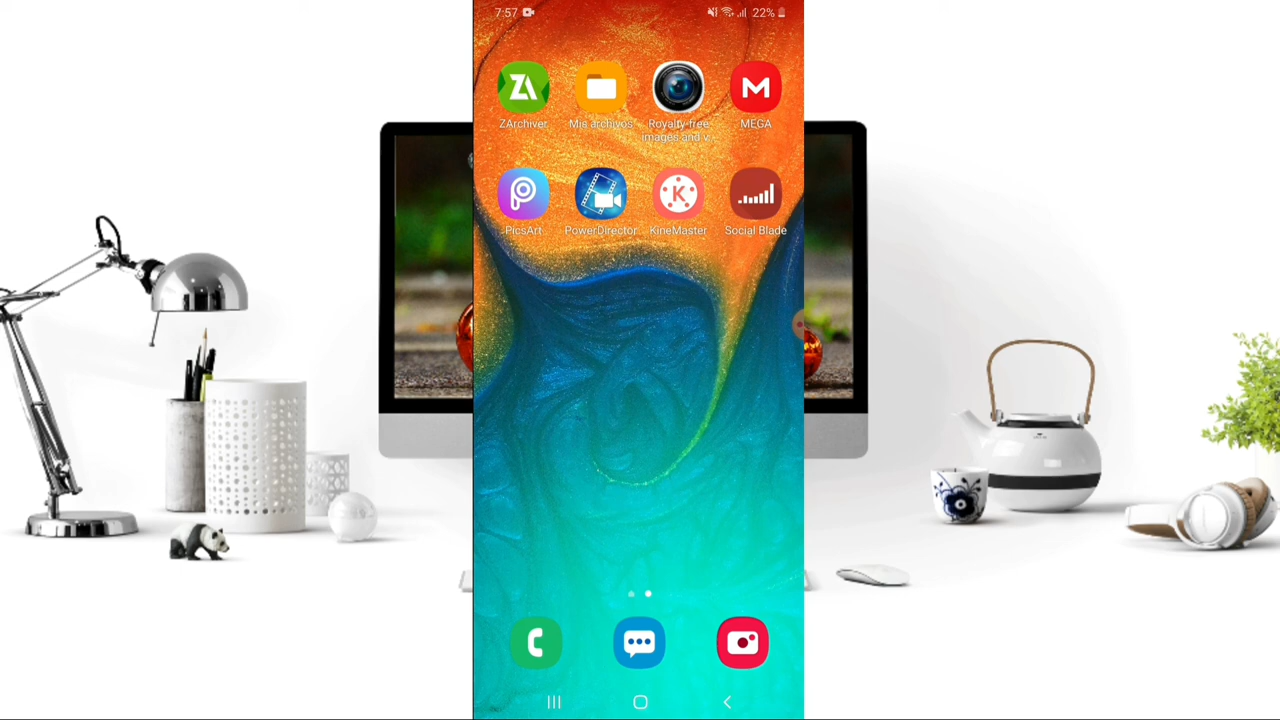 7:57 22%
ZArchiver Mis archivos Royalty-free MEGA
images and v...
PicsArt PowerDirector KineMaster Social Blade